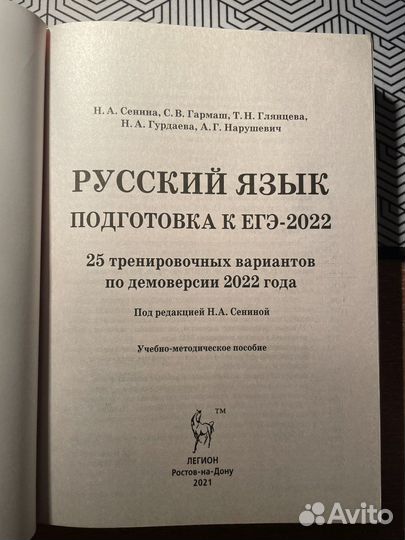 Н. А. Сенина, С. В. Гармаш, Т. Н. Глянцева,
Н. А. Гурдаева, А. Г. Нарушевич
РУССКИЙ ЯЗЫК
ПОДГОТОВКА К ЕГЭ-2022
25 тренировочных вариантов
по демоверсии 2022 года
Под редакцией Н.А. Сениной
Учебно-методическое пособие
TM
ЛЕГИОН
Ростов-на-Дону
2021
Avito